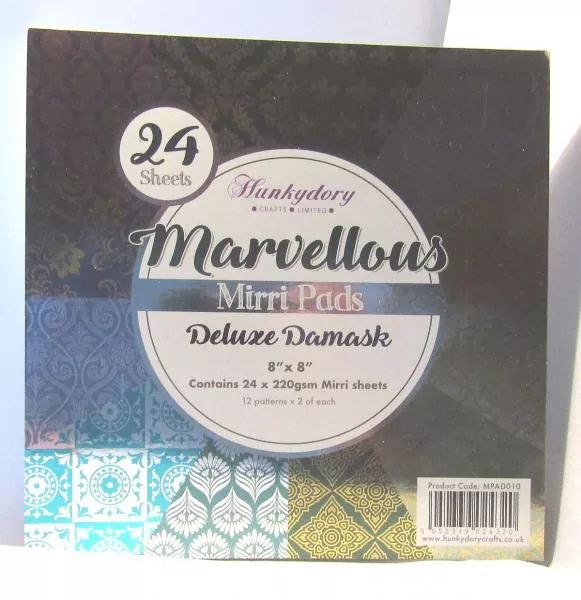 24
Sheets
Hunkydory
• CRAFTS • LIMITED •
Marvellous
Mirri Pads
Deluxe Damask
8" x 8"
Contains 24 x 220gsm Mirri sheets
12 patterns x 2 of each
Product Code: MPAD010
www.hunkydorycrafts.co.uk